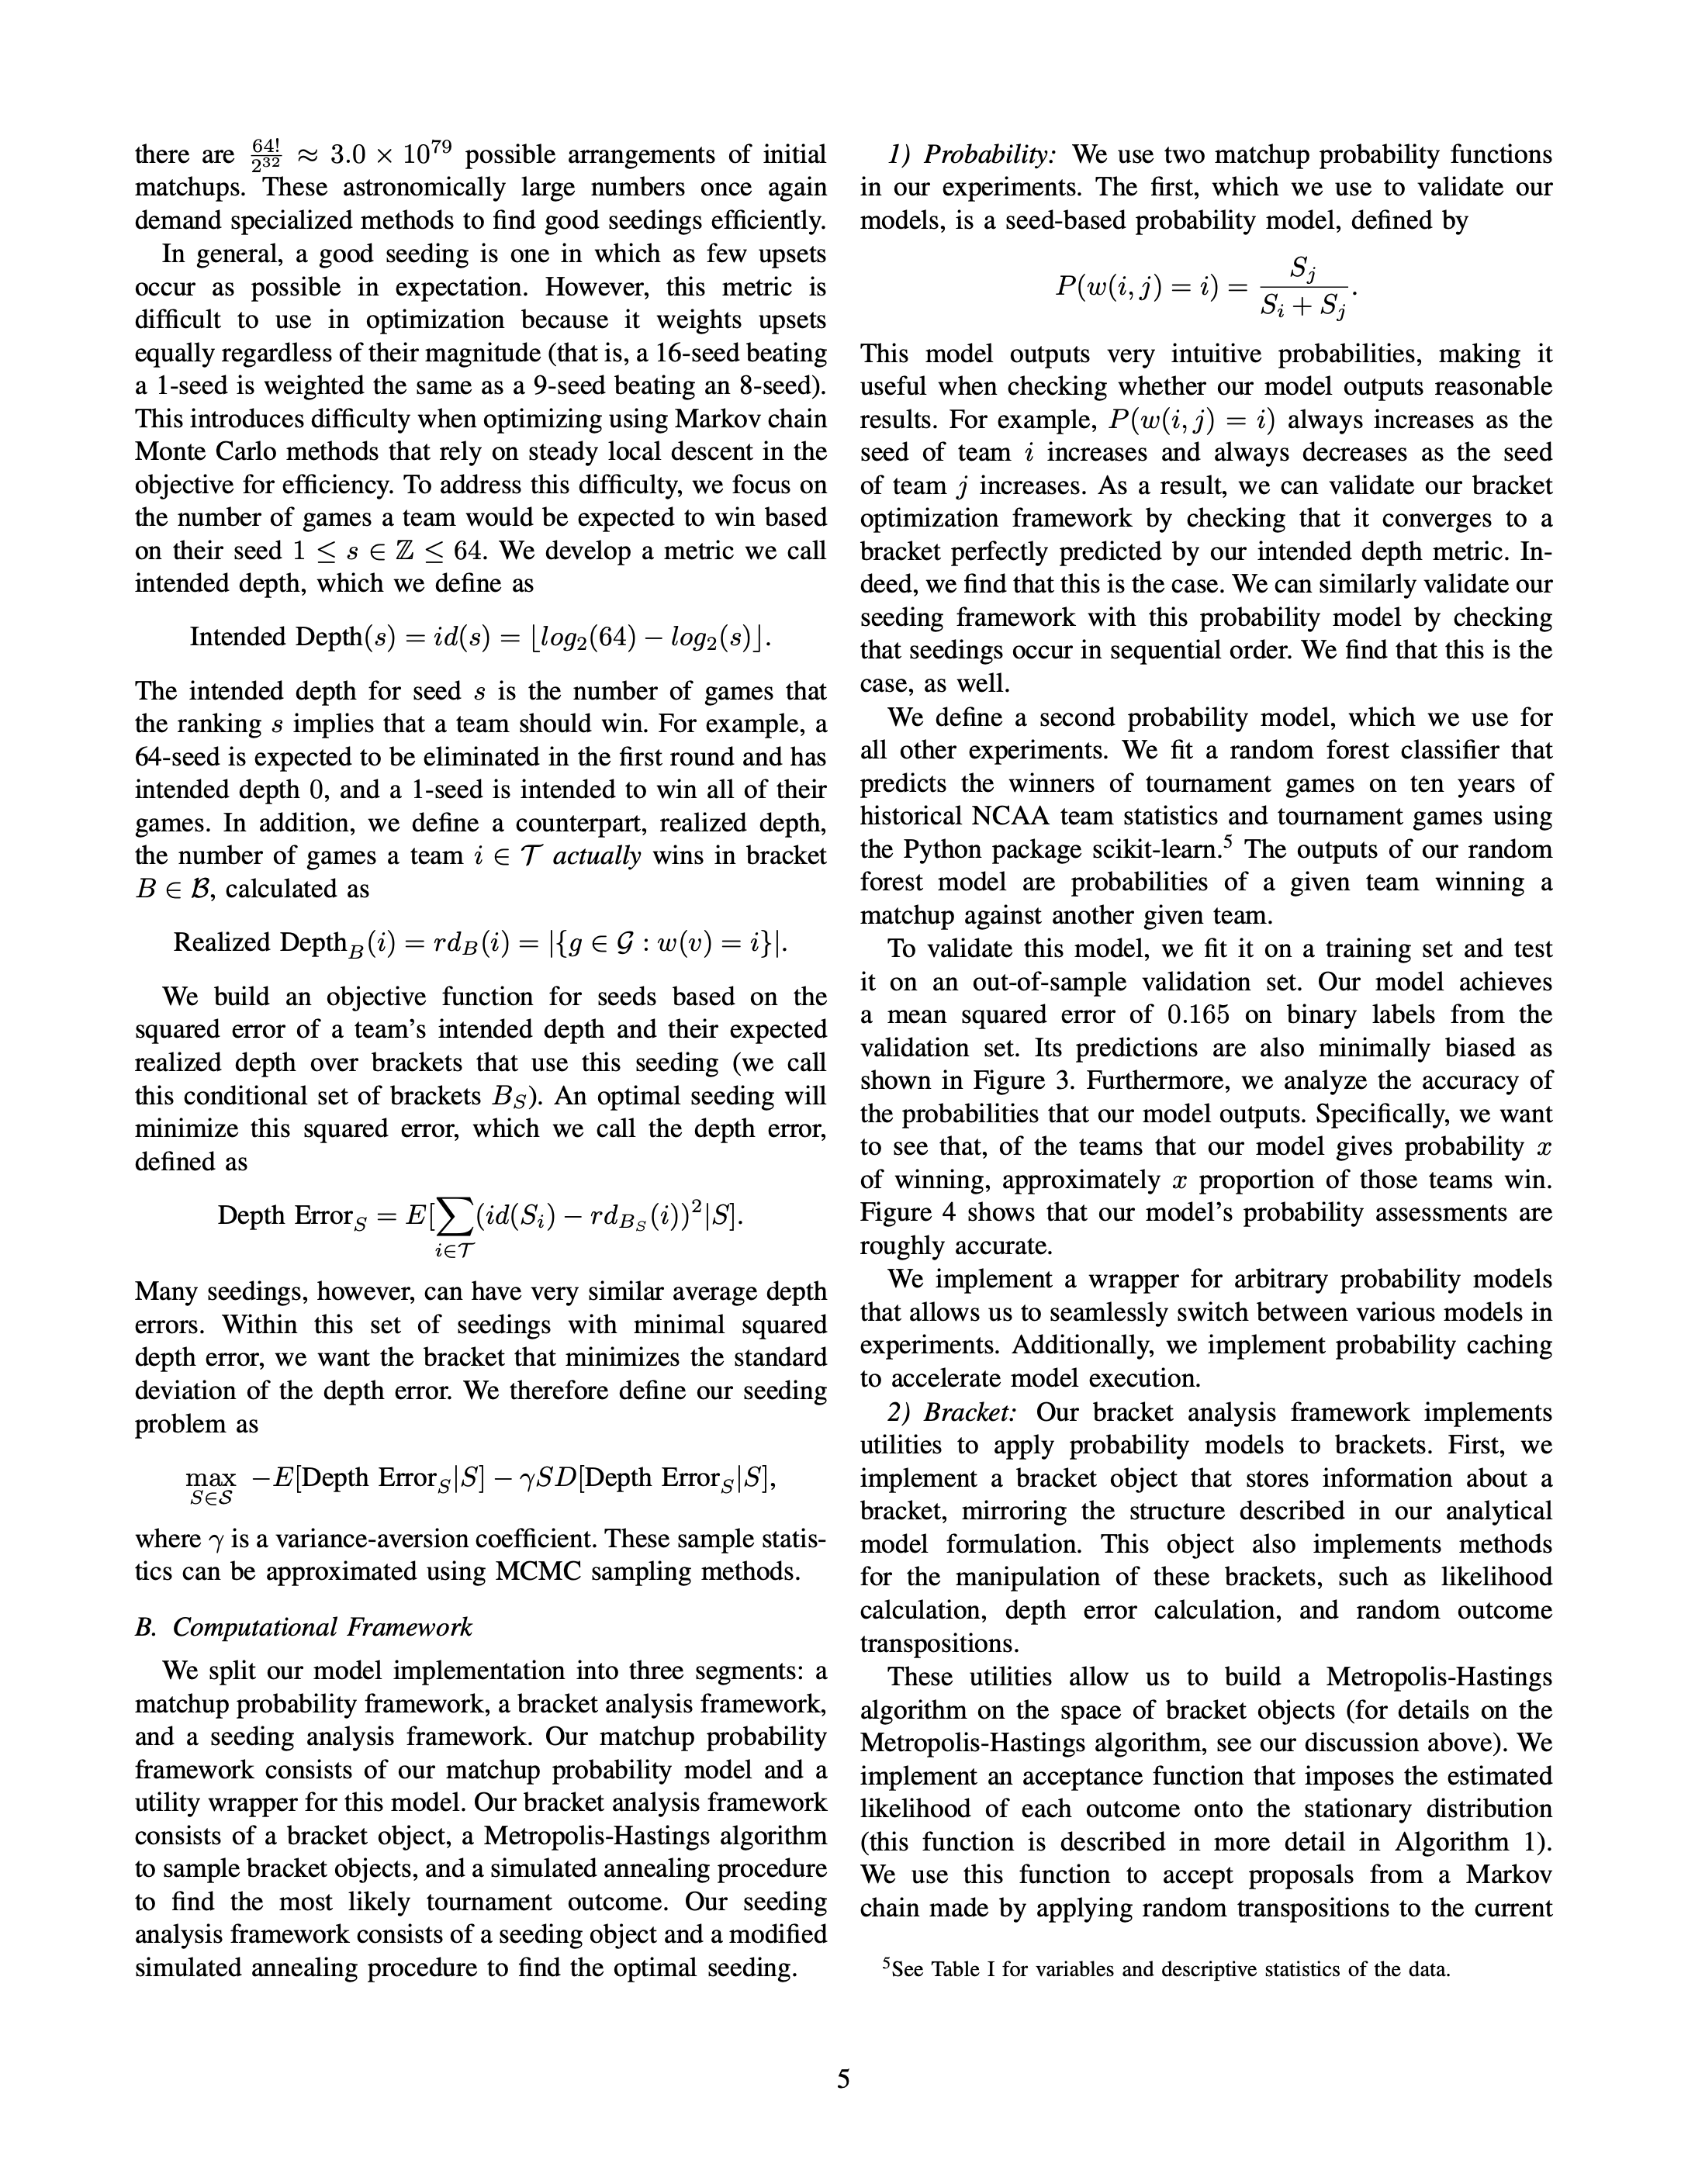 there are 64!/2^32 ≈ 3.0 × 10^79 possible arrangements of initial
matchups. These astronomically large numbers once again
demand specialized methods to find good seedings efficiently.
In general, a good seeding is one in which as few upsets
occur as possible in expectation. However, this metric is
difficult to use in optimization because it weights upsets
equally regardless of their magnitude (that is, a 16-seed beating
a 1-seed is weighted the same as a 9-seed beating an 8-seed).
This introduces difficulty when optimizing using Markov chain
Monte Carlo methods that rely on steady local descent in the
objective for efficiency. To address this difficulty, we focus on
the number of games a team would be expected to win based
on their seed 1 ≤ s ∈ ℤ ≤ 64. We develop a metric we call
intended depth, which we define as
Intended Depth(s) = id(s) = ⌊log_2(64) − log_2(s)⌋.
The intended depth for seed s is the number of games that
the ranking s implies that a team should win. For example, a
64-seed is expected to be eliminated in the first round and has
intended depth 0, and a 1-seed is intended to win all of their
games. In addition, we define a counterpart, realized depth,
the number of games a team i ∈ 𝒯 actually wins in bracket
B ∈ ℬ, calculated as
Realized Depth_B(i) = rd_B(i) = |{g ∈ 𝒢 : w(v) = i}|.
We build an objective function for seeds based on the
squared error of a team's intended depth and their expected
realized depth over brackets that use this seeding (we call
this conditional set of brackets B_S). An optimal seeding will
minimize this squared error, which we call the depth error,
defined as
Depth Error_S = E[∑_{i∈𝒯}(id(S_i) − rd_{B_S}(i))^2|S].
Many seedings, however, can have very similar average depth
errors. Within this set of seedings with minimal squared
depth error, we want the bracket that minimizes the standard
deviation of the depth error. We therefore define our seeding
problem as
max_{S∈𝒮} −E[Depth Error_S|S] − γSD[Depth Error_S|S],
where γ is a variance-aversion coefficient. These sample statis-
tics can be approximated using MCMC sampling methods.
B. Computational Framework
We split our model implementation into three segments: a
matchup probability framework, a bracket analysis framework,
and a seeding analysis framework. Our matchup probability
framework consists of our matchup probability model and a
utility wrapper for this model. Our bracket analysis framework
consists of a bracket object, a Metropolis-Hastings algorithm
to sample bracket objects, and a simulated annealing procedure
to find the most likely tournament outcome. Our seeding
analysis framework consists of a seeding object and a modified
simulated annealing procedure to find the optimal seeding.
1) Probability: We use two matchup probability functions
in our experiments. The first, which we use to validate our
models, is a seed-based probability model, defined by
P(w(i, j) = i) = S_j/(S_i + S_j).
This model outputs very intuitive probabilities, making it
useful when checking whether our model outputs reasonable
results. For example, P(w(i, j) = i) always increases as the
seed of team i increases and always decreases as the seed
of team j increases. As a result, we can validate our bracket
optimization framework by checking that it converges to a
bracket perfectly predicted by our intended depth metric. In-
deed, we find that this is the case. We can similarly validate our
seeding framework with this probability model by checking
that seedings occur in sequential order. We find that this is the
case, as well.
We define a second probability model, which we use for
all other experiments. We fit a random forest classifier that
predicts the winners of tournament games on ten years of
historical NCAA team statistics and tournament games using
the Python package scikit-learn.^5 The outputs of our random
forest model are probabilities of a given team winning a
matchup against another given team.
To validate this model, we fit it on a training set and test
it on an out-of-sample validation set. Our model achieves
a mean squared error of 0.165 on binary labels from the
validation set. Its predictions are also minimally biased as
shown in Figure 3. Furthermore, we analyze the accuracy of
the probabilities that our model outputs. Specifically, we want
to see that, of the teams that our model gives probability x
of winning, approximately x proportion of those teams win.
Figure 4 shows that our model's probability assessments are
roughly accurate.
We implement a wrapper for arbitrary probability models
that allows us to seamlessly switch between various models in
experiments. Additionally, we implement probability caching
to accelerate model execution.
2) Bracket: Our bracket analysis framework implements
utilities to apply probability models to brackets. First, we
implement a bracket object that stores information about a
bracket, mirroring the structure described in our analytical
model formulation. This object also implements methods
for the manipulation of these brackets, such as likelihood
calculation, depth error calculation, and random outcome
transpositions.
These utilities allow us to build a Metropolis-Hastings
algorithm on the space of bracket objects (for details on the
Metropolis-Hastings algorithm, see our discussion above). We
implement an acceptance function that imposes the estimated
likelihood of each outcome onto the stationary distribution
(this function is described in more detail in Algorithm 1).
We use this function to accept proposals from a Markov
chain made by applying random transpositions to the current
^5See Table I for variables and descriptive statistics of the data.
5